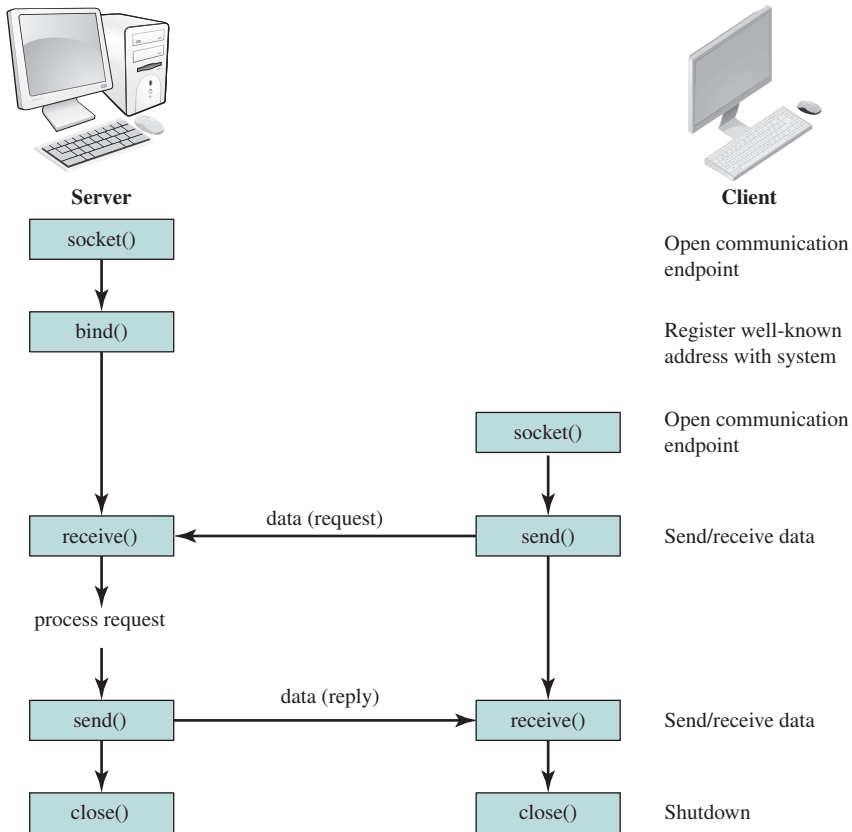 Server
Client
socket()
Open communication
endpoint
bind()
Register well-known
address with system
socket()
Open communication
endpoint
receive()
data (request)
send()
Send/receive data
process request
send()
data (reply)
receive()
Send/receive data
close()
close()
Shutdown